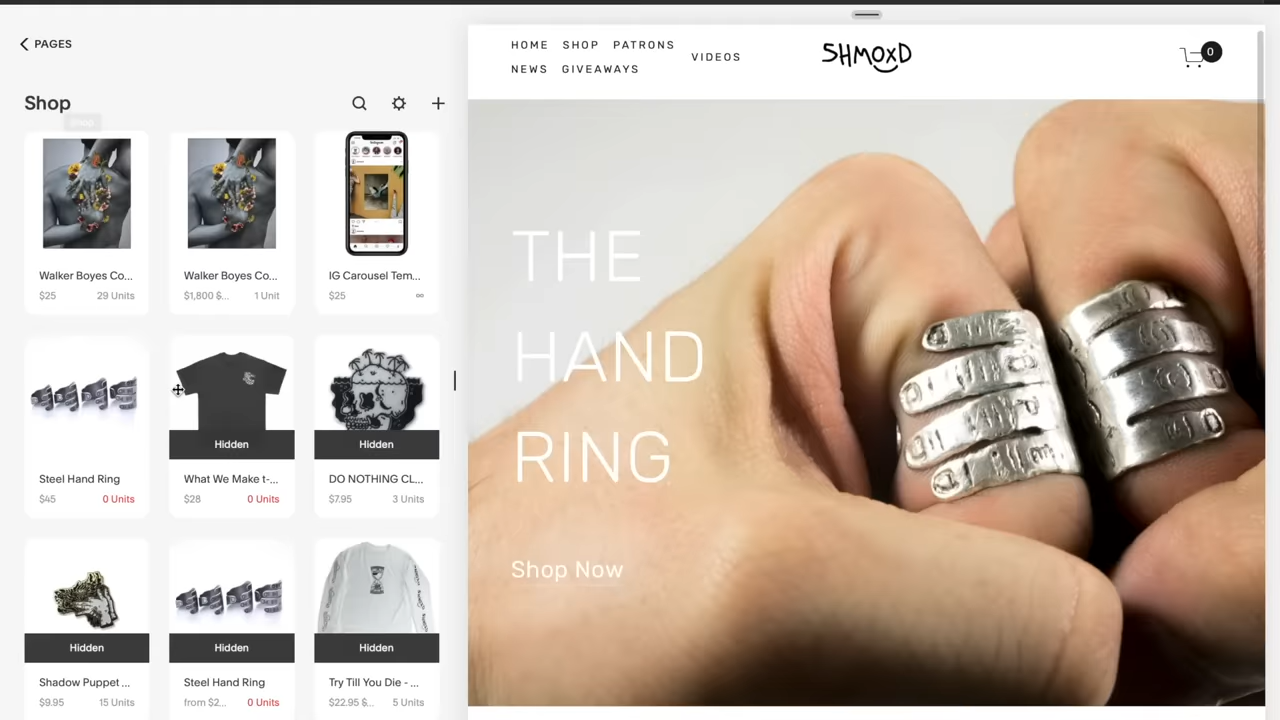 PAGES
Shop
Shop
Walker Boyes Co...
$25 29 Units
Walker Boyes Co...
$1,800 $... 1 Unit
IG Carousel Tem...
$25 ∞
Steel Hand Ring
$45 0 Units
Hidden
What We Make t-...
$28 0 Units
Hidden
DO NOTHING CL...
$7.95 3 Units
Hidden
Shadow Puppet ...
$9.95 15 Units
Hidden
Steel Hand Ring
from $2... 0 Units
Hidden
Try Till You Die - ...
$22.95 $... 5 Units
HOME SHOP PATRONS
NEWS GIVEAWAYS
VIDEOS
SHMOXD
0
THE
HAND
RING
Shop Now